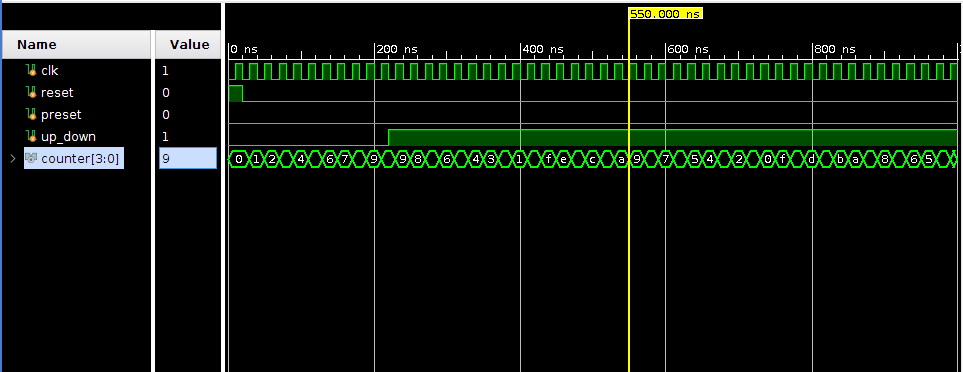 550.000 ns
Name Value
0 ns 200 ns 400 ns 600 ns 800 ns
clk 1
reset 0
preset 0
up_down 1
counter[3:0] 9 0 1 2 4 6 7 9 9 8 6 4 3 1 f e c a 9 7 5 4 2 0 f d b a 8 6 5